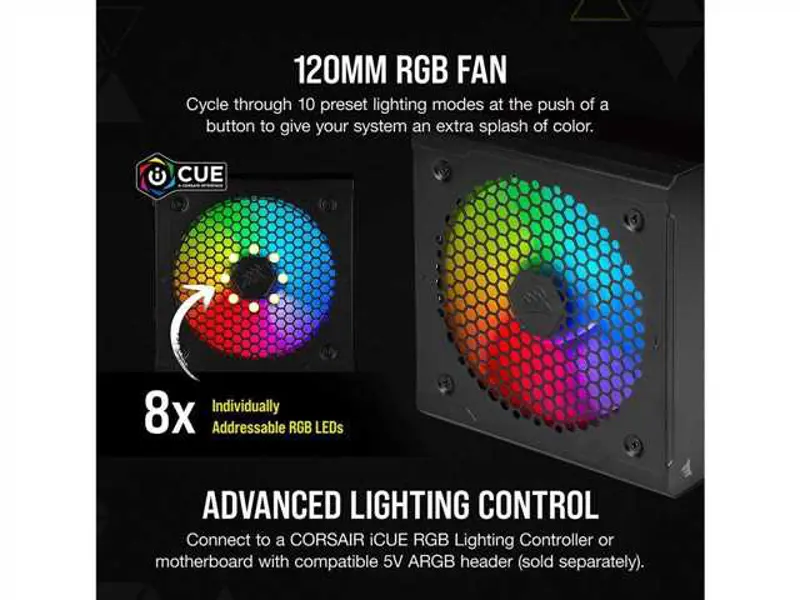 120MM RGB FAN
Cycle through 10 preset lighting modes at the push of a
button to give your system an extra splash of color.
iCUE
A CORSAIR INTERFACE
8x
Individually
Addressable RGB LEDs
ADVANCED LIGHTING CONTROL
Connect to a CORSAIR iCUE RGB Lighting Controller or
motherboard with compatible 5V ARGB header (sold separately).